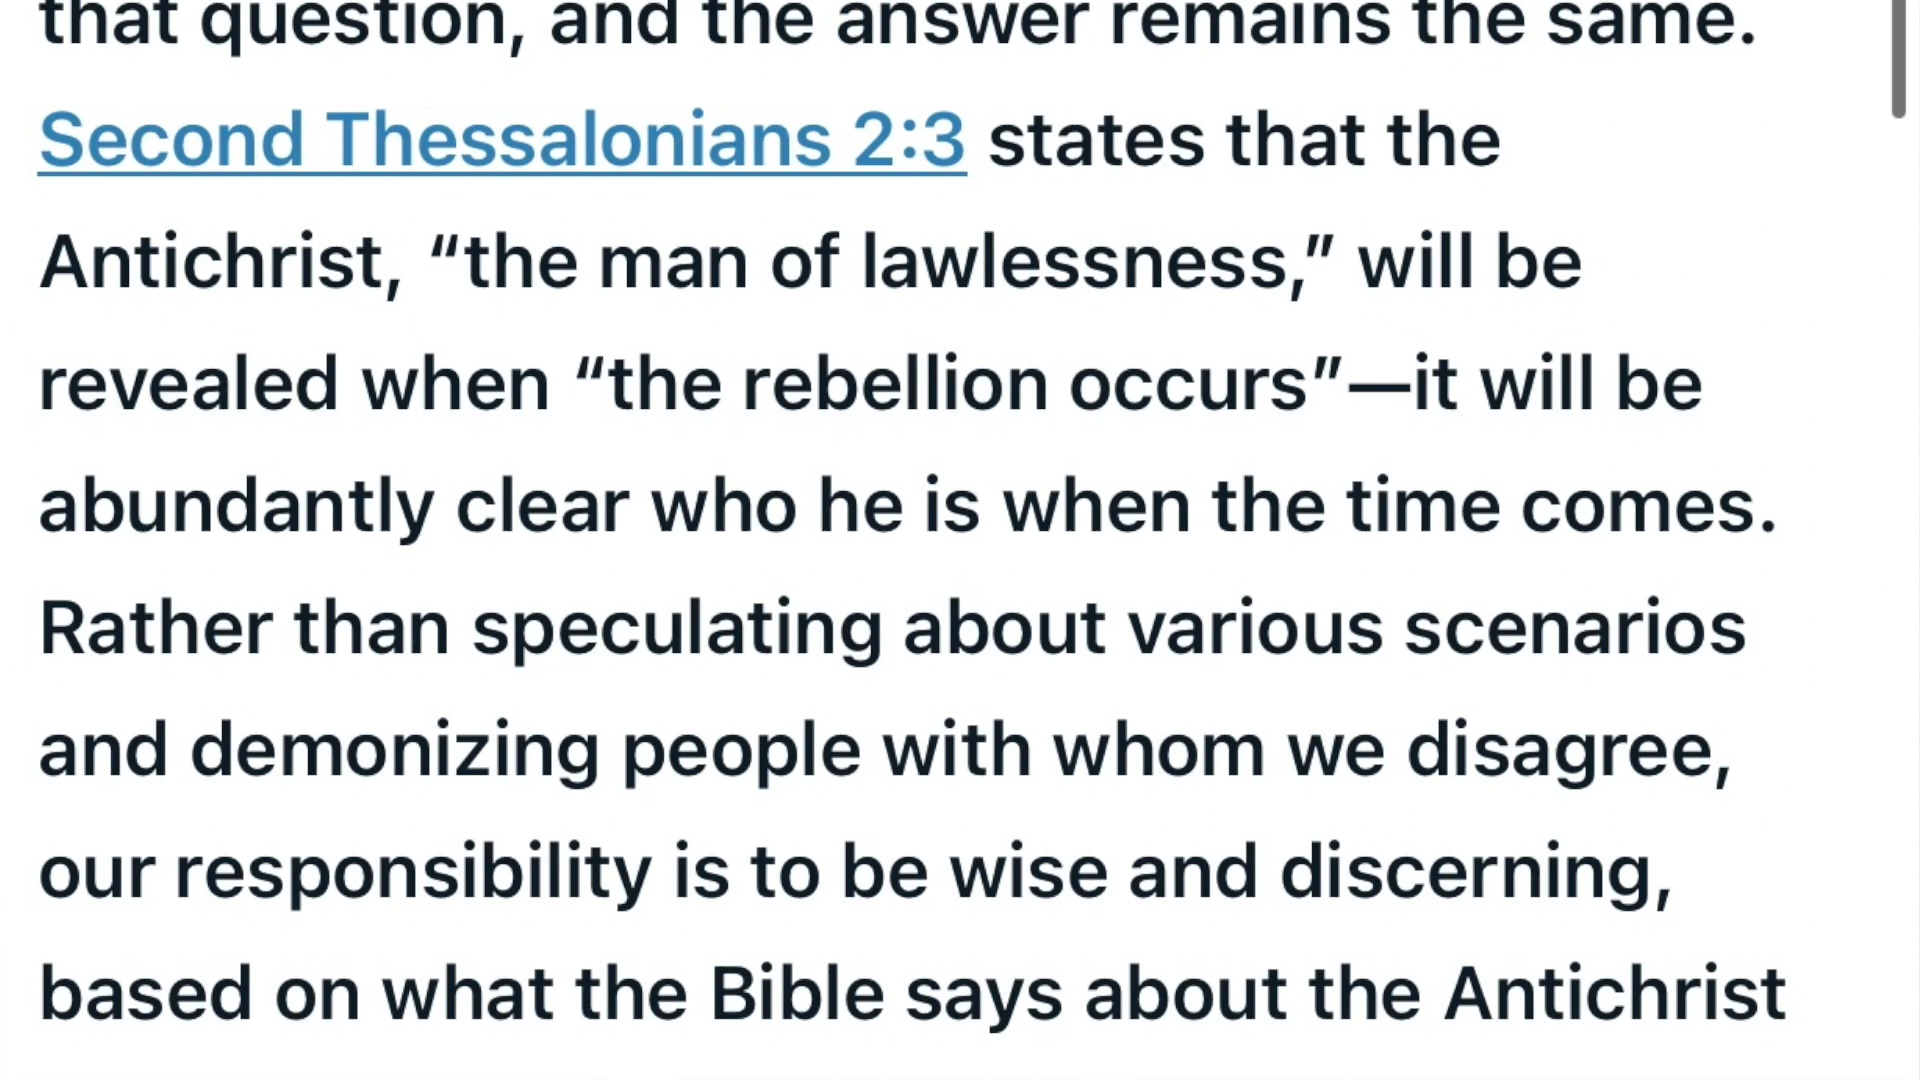 that question, and the answer remains the same.
Second Thessalonians 2:3 states that the
Antichrist, “the man of lawlessness,” will be
revealed when “the rebellion occurs”—it will be
abundantly clear who he is when the time comes.
Rather than speculating about various scenarios
and demonizing people with whom we disagree,
our responsibility is to be wise and discerning,
based on what the Bible says about the Antichrist